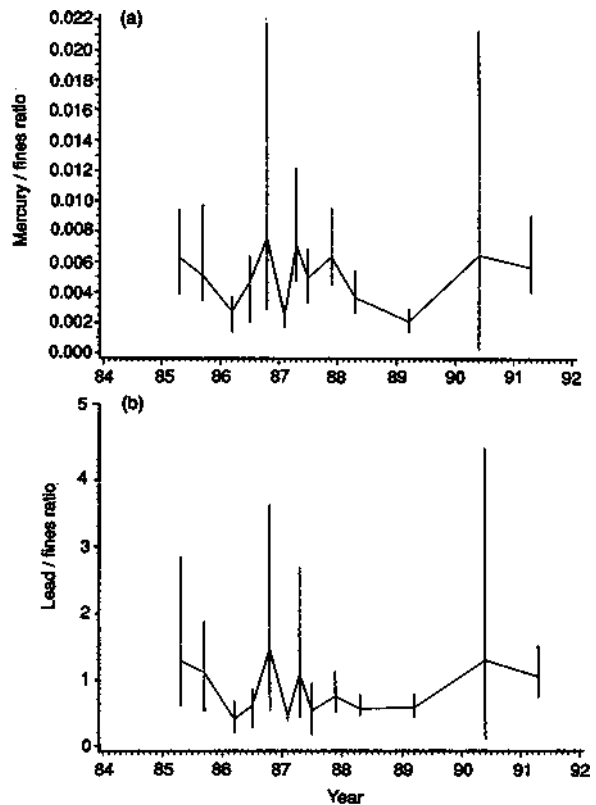 (a)
Mercury / fines ratio
0.022
0.020
0.018
0.016
0.014
0.012
0.010
0.008
0.006
0.004
0.002
0.000
84 85 86 87 88 89 90 91 92
(b)
Lead / fines ratio
5
4
3
2
1
0
84 85 86 87 88 89 90 91 92
Year